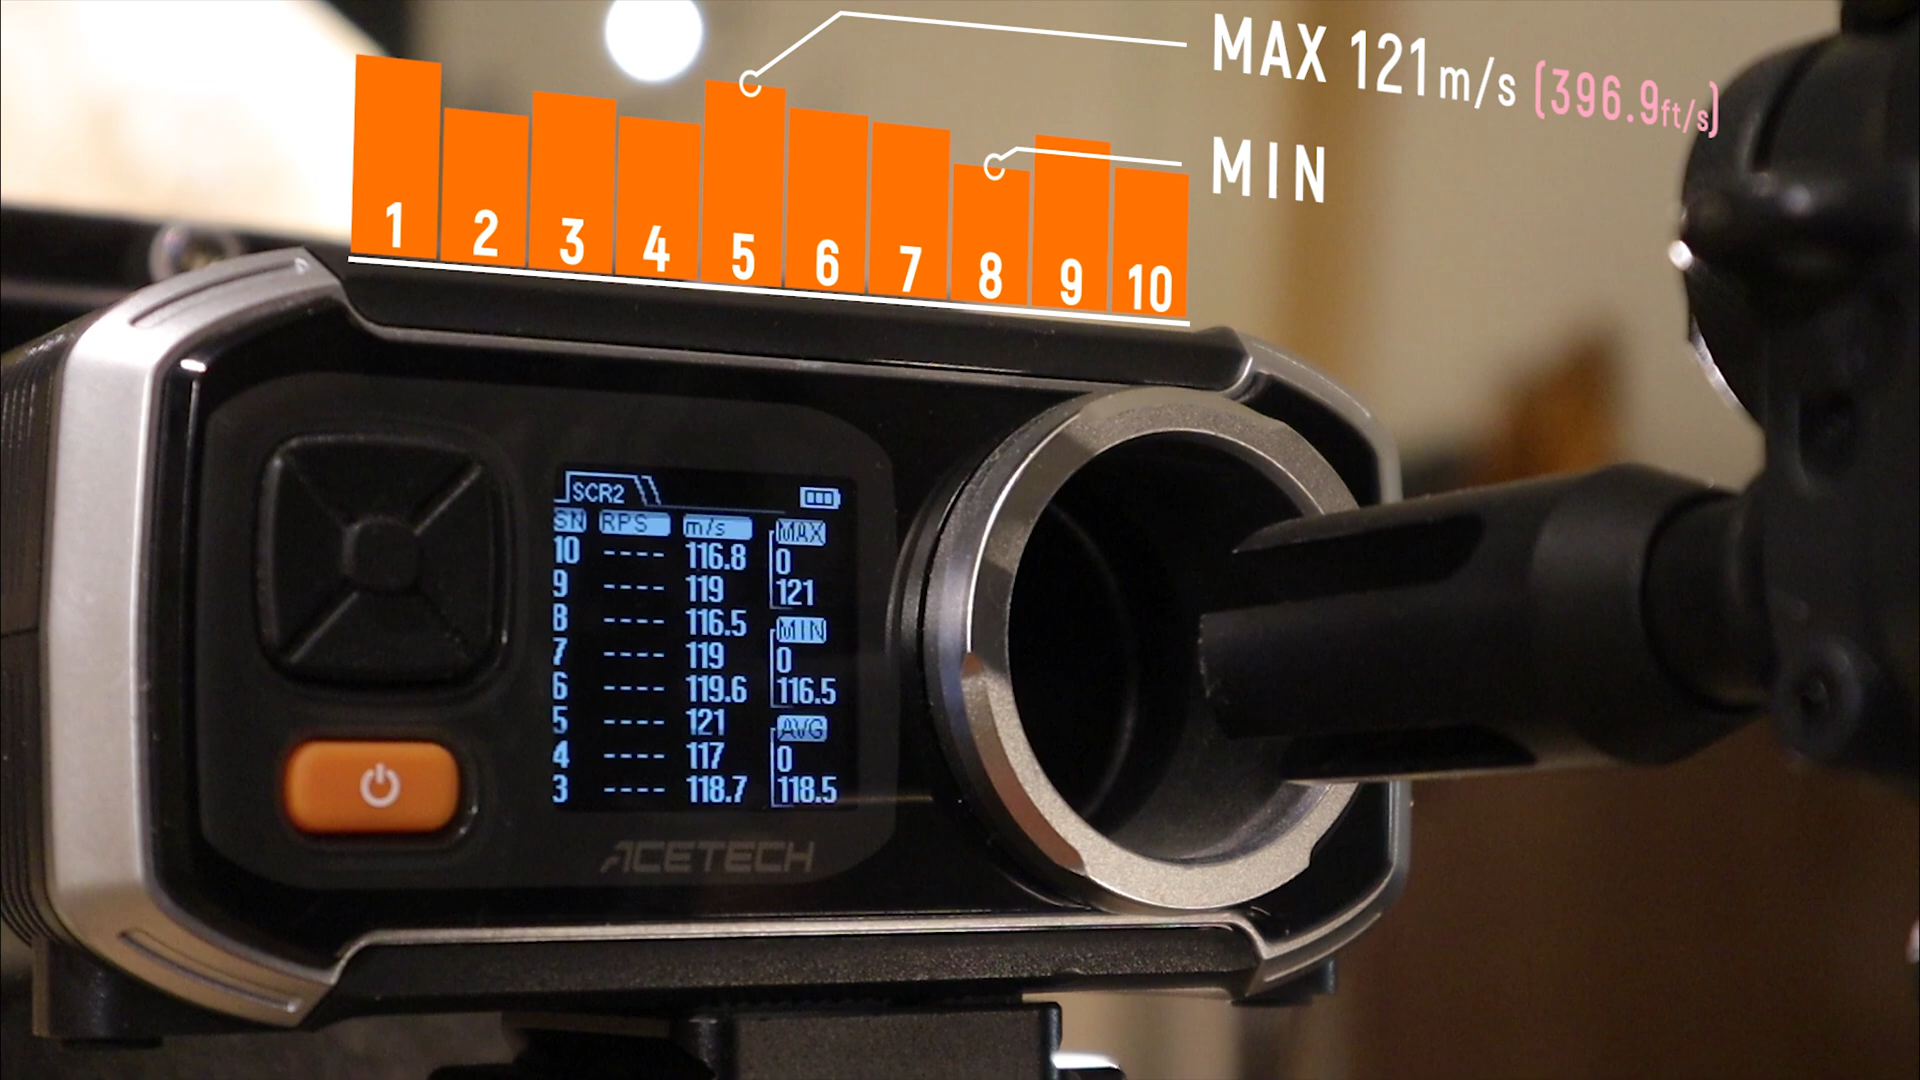 MAX 121m/s (396.9ft/s)
MIN
1 2 3 4 5 6 7 8 9 10
SCR2
SN RPS m/s MAX
10 ---- 116.8 0
9 ---- 119 121
8 ---- 116.5 MIN
7 ---- 119 0
6 ---- 119.6 116.5
5 ---- 121 AVG
4 ---- 117 0
3 ---- 118.7 118.5
ACETECH